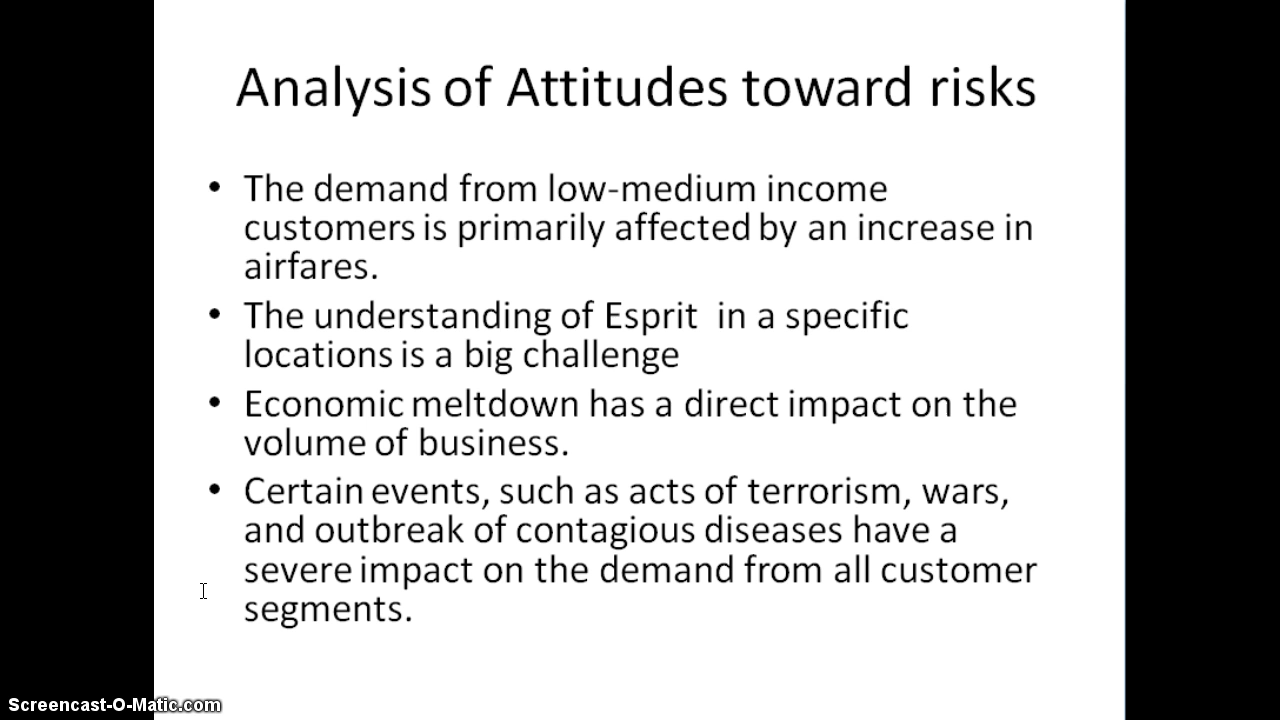 Analysis of Attitudes toward risks
• The demand from low-medium income
customers is primarily affected by an increase in
airfares.
• The understanding of Esprit  in a specific
locations is a big challenge
• Economic meltdown has a direct impact on the
volume of business.
• Certain events, such as acts of terrorism, wars,
and outbreak of contagious diseases have a
severe impact on the demand from all customer
segments.
Screencast-O-Matic.com